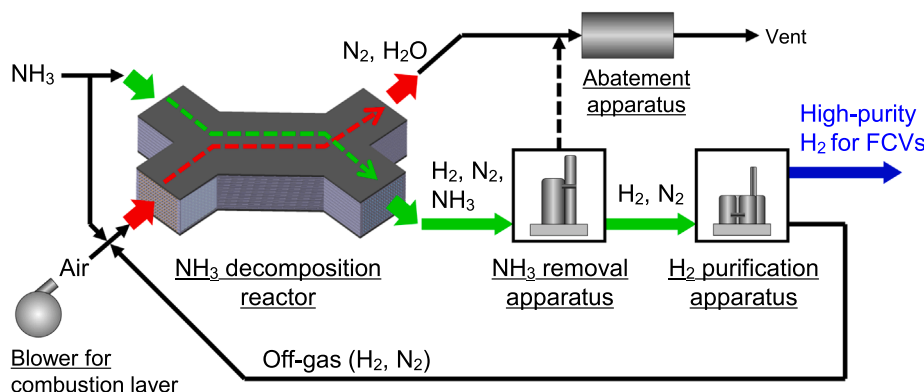 NH₃
N₂, H₂O
Abatement
apparatus
Vent
High-purity
H₂ for FCVs
H₂, N₂,
NH₃
H₂, N₂
Air
NH₃ decomposition
reactor
NH₃ removal
apparatus
H₂ purification
apparatus
Blower for
combustion layer
Off-gas (H₂, N₂)